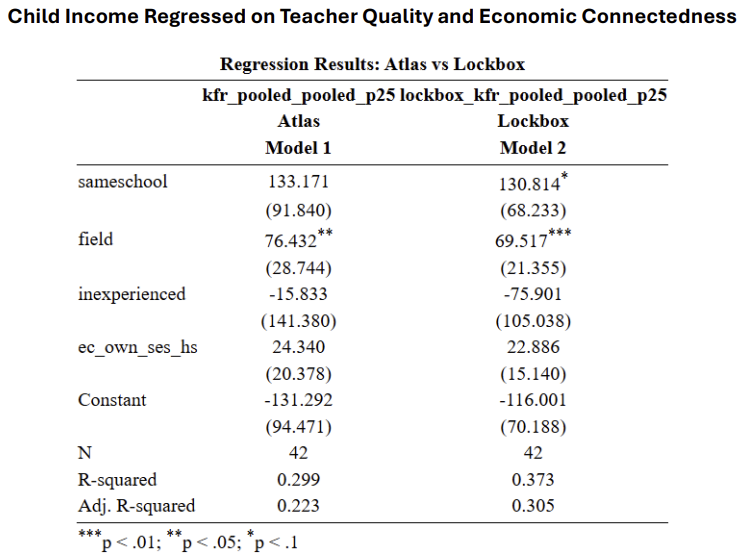 Child Income Regressed on Teacher Quality and Economic Connectedness
Regression Results: Atlas vs Lockbox
kfr_pooled_pooled_p25 lockbox_kfr_pooled_pooled_p25
Atlas Lockbox
Model 1 Model 2
sameschool 133.171 130.814*
(91.840) (68.233)
field 76.432** 69.517***
(28.744) (21.355)
inexperienced -15.833 -75.901
(141.380) (105.038)
ec_own_ses_hs 24.340 22.886
(20.378) (15.140)
Constant -131.292 -116.001
(94.471) (70.188)
N 42 42
R-squared 0.299 0.373
Adj. R-squared 0.223 0.305
***p < .01; **p < .05; *p < .1